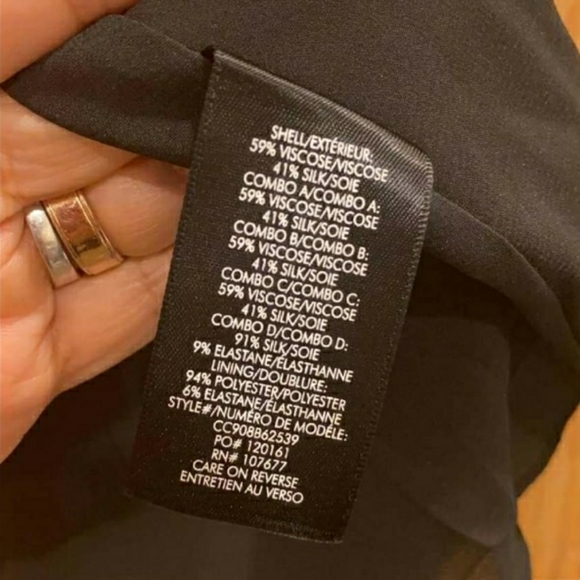 SHELL/EXTÉRIEUR:
59% VISCOSE/VISCOSE
41% SILK/SOIE
COMBO A/COMBO A:
59% VISCOSE/VISCOSE
41% SILK/SOIE
COMBO B/COMBO B:
59% VISCOSE/VISCOSE
41% SILK/SOIE
COMBO C/COMBO C:
59% VISCOSE/VISCOSE
41% SILK/SOIE
COMBO D/COMBO D:
91% SILK/SOIE
9% ELASTANE/ÉLASTHANNE
LINING/DOUBLURE:
94% POLYESTER/POLYESTER
6% ELASTANE/ÉLASTHANNE
STYLE#/NUMÉRO DE MODÈLE:
CC908B62539
PO# 120161
RN# 107677
CARE ON REVERSE
ENTRETIEN AU VERSO